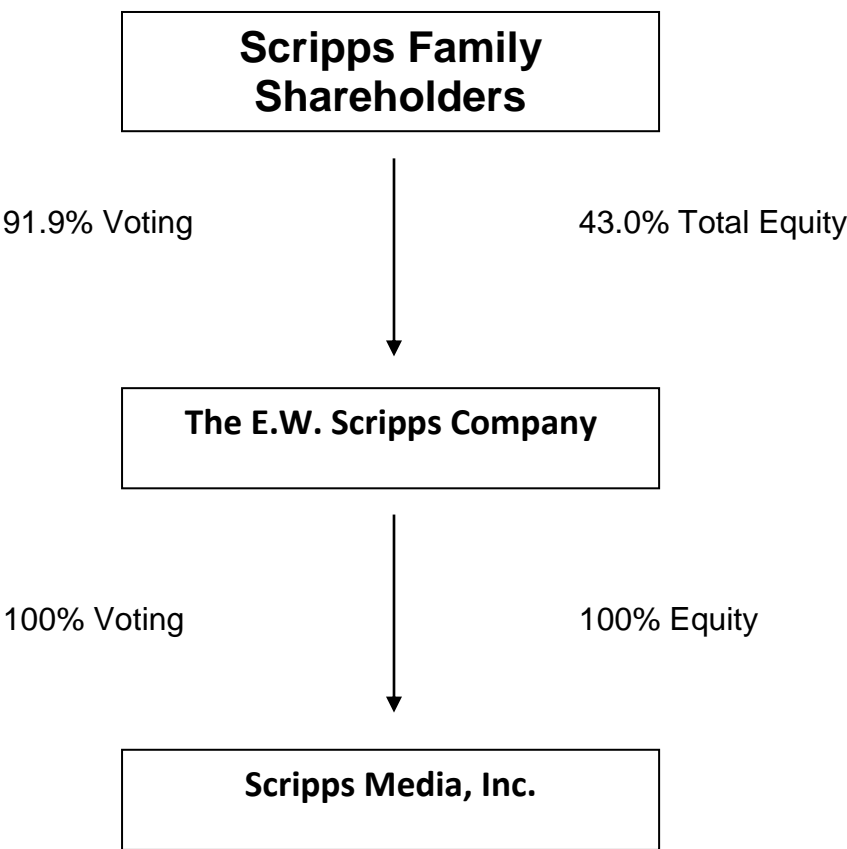 Scripps Family
Shareholders
91.9% Voting
43.0% Total Equity
The E.W. Scripps Company
100% Voting
100% Equity
Scripps Media, Inc.